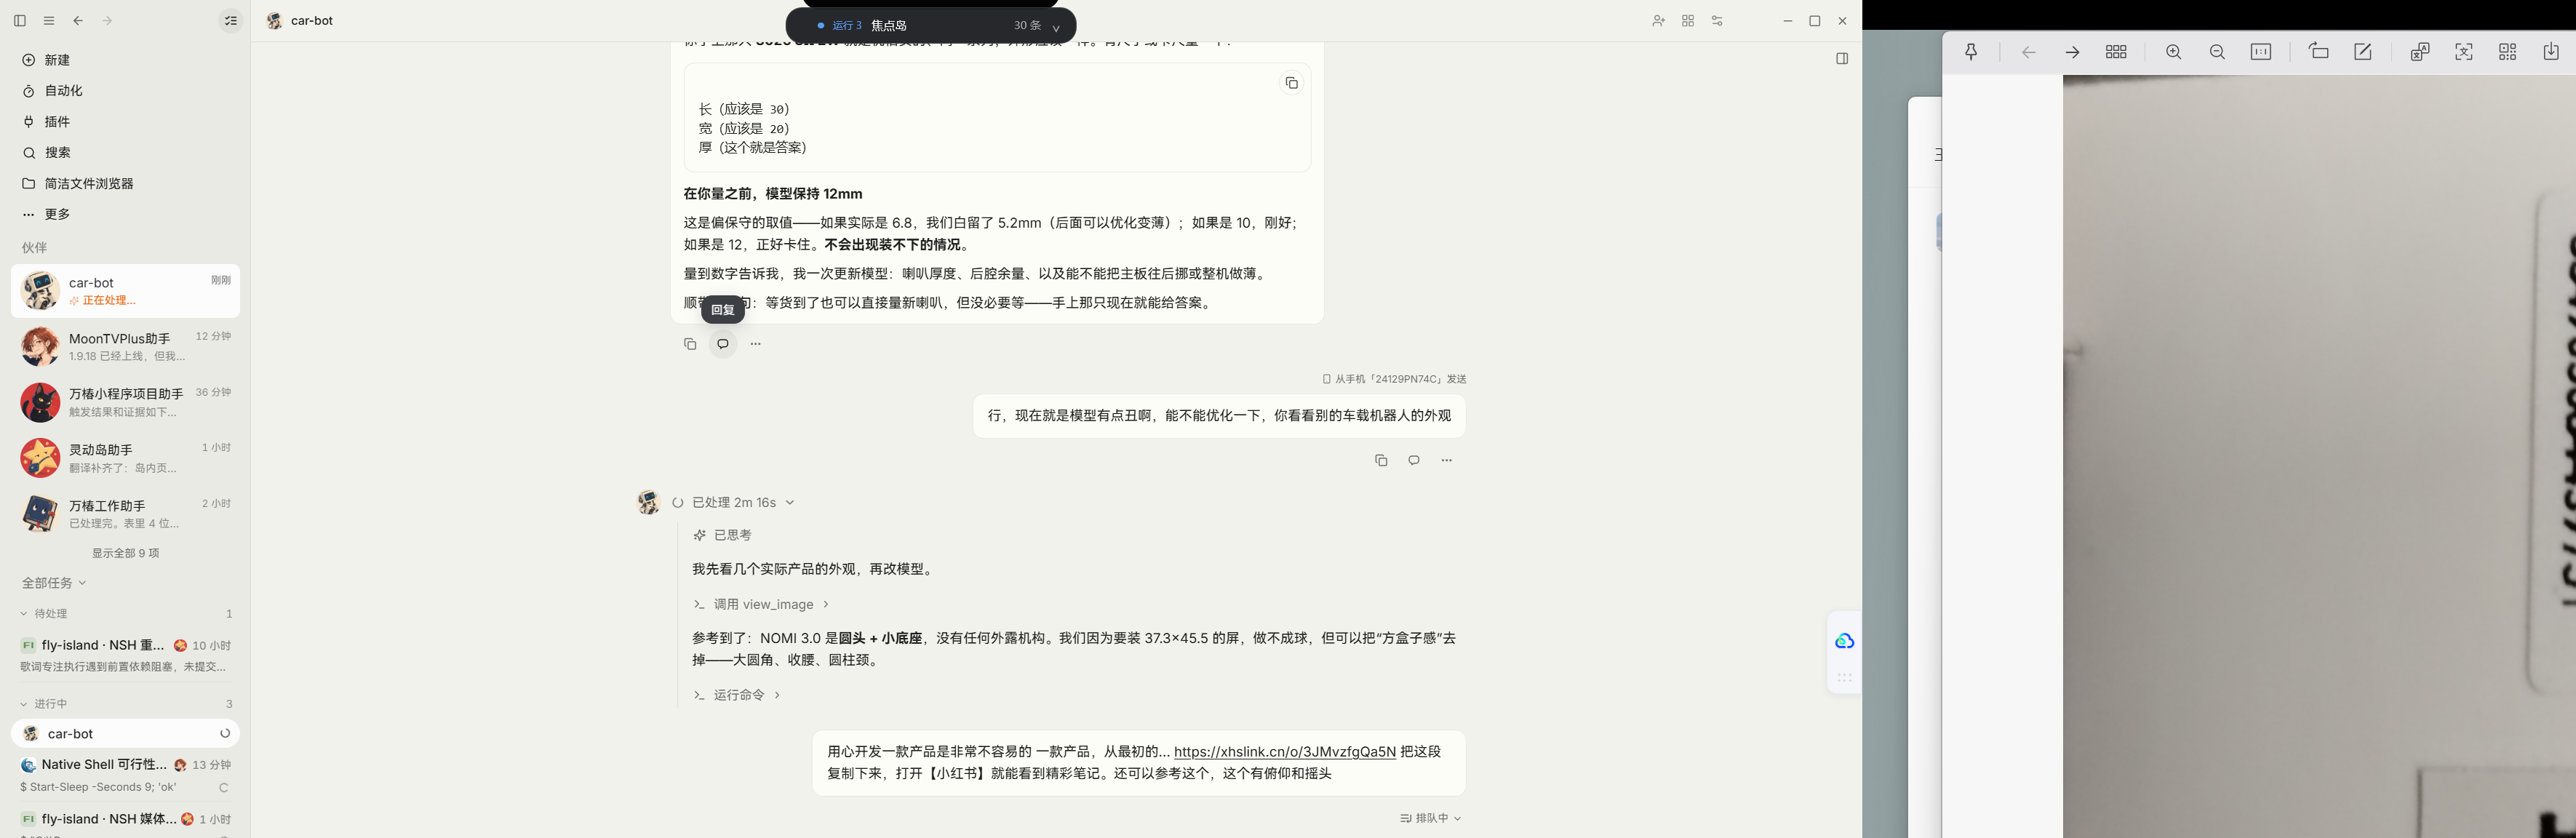 car-bot
运行 3 焦点岛 30 条
新建
自动化
插件
搜索
简洁文件浏览器
更多
伙伴
car-bot 刚刚
正在处理...
MoonTVPlus助手 12 分钟
1.9.18 已经上线，但我...
万椿小程序项目助手 36 分钟
触发结果和证据如下...
灵动岛助手 1 小时
翻译补齐了：岛内页...
万椿工作助手 2 小时
已处理完。表里 4 位...
显示全部 9 项
全部任务
待处理 1
fly-island · NSH 重... 10 小时
歌词专注执行遇到前置依赖阻塞，未提交...
进行中 3
car-bot
Native Shell 可行性... 13 分钟
$ Start-Sleep -Seconds 9; 'ok'
fly-island · NSH 媒体... 1 小时
长（应该是 30）
宽（应该是 20）
厚（这个就是答案）
在你量之前，模型保持 12mm
这是偏保守的取值——如果实际是 6.8，我们白留了 5.2mm（后面可以优化变薄）；如果是 10，刚好；
如果是 12，正好卡住。不会出现装不下的情况。
量到数字告诉我，我一次更新模型：喇叭厚度、后腔余量、以及能不能把主板往后挪或整机做薄。
顺带一句：等货到了也可以直接量新喇叭，但没必要等——手上那只现在就能给答案。
回复
从手机「24129PN74C」发送
行，现在就是模型有点丑啊，能不能优化一下，你看看别的车载机器人的外观
已处理 2m 16s
已思考
我先看几个实际产品的外观，再改模型。
调用 view_image
参考到了：NOMI 3.0 是圆头 + 小底座，没有任何外露机构。我们因为要装 37.3×45.5 的屏，做不成球，但可以把“方盒子感”去
掉——大圆角、收腰、圆柱颈。
运行命令
用心开发一款产品是非常不容易的 一款产品，从最初的... https://xhslink.cn/o/3JMvzfgQa5N 把这段
复制下来，打开【小红书】就能看到精彩笔记。还可以参考这个，这个有俯仰和摇头
排队中